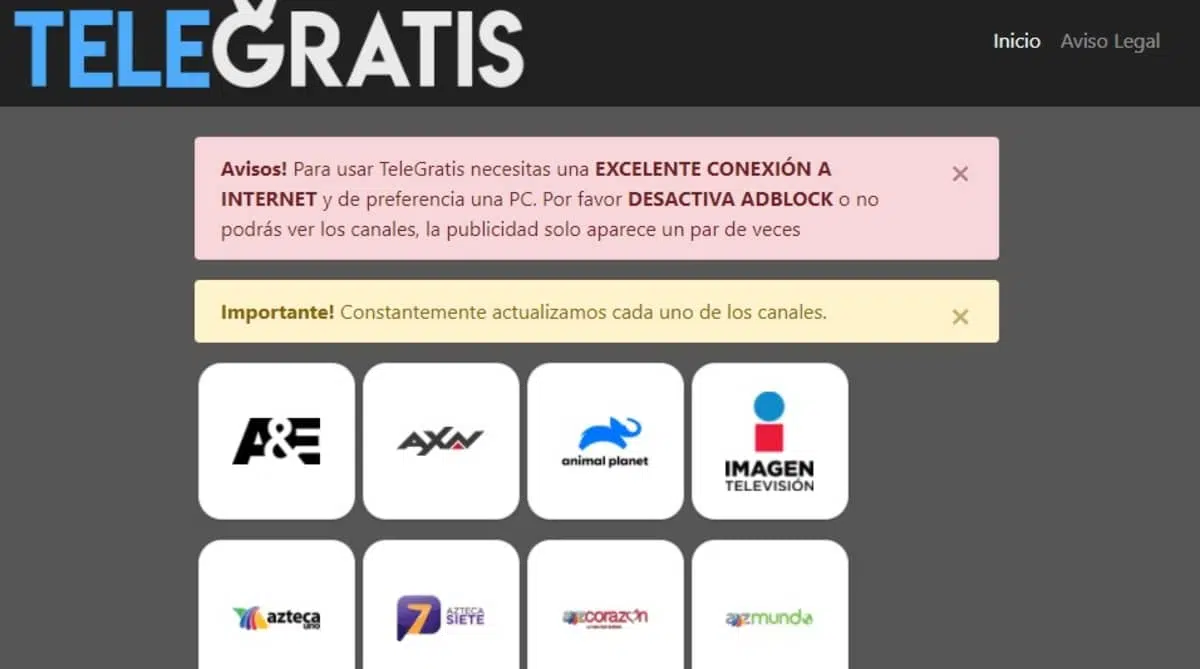 TELEGRATIS
Inicio Aviso Legal
Avisos! Para usar TeleGratis necesitas una EXCELENTE CONEXIÓN A
INTERNET y de preferencia una PC. Por favor DESACTIVA ADBLOCK o no
podrás ver los canales, la publicidad solo aparece un par de veces
×
Importante! Constantemente actualizamos cada uno de los canales.
×
A&E
AXN
animal planet
IMAGEN
TELEVISIÓN
azteca
uno
7 AZTECA
SIETE
corazón
mundo